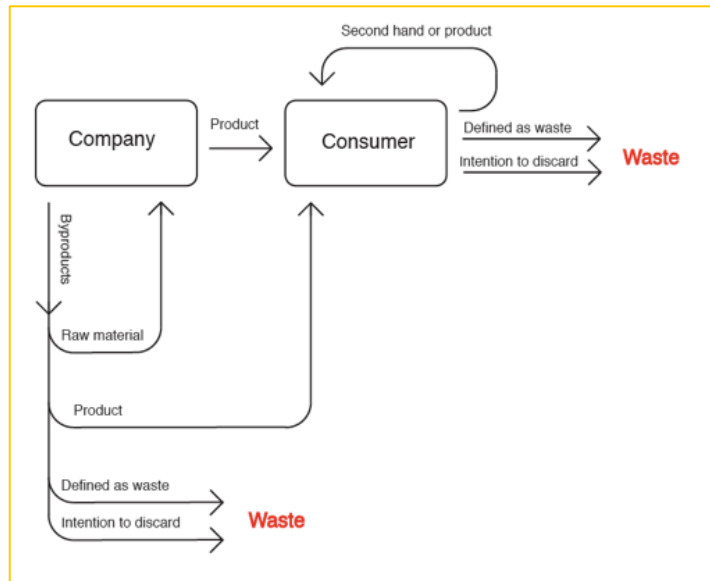 Second hand or product
Company
Product
Consumer
Defined as waste
Intention to discard
Waste
Byproducts
Raw material
Product
Defined as waste
Intention to discard
Waste